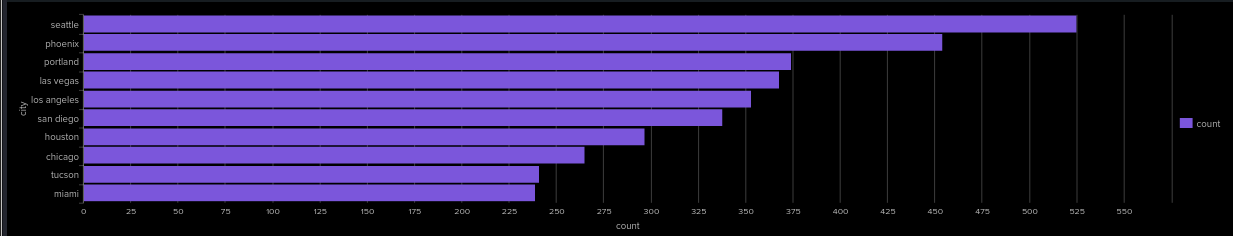 seattle
phoenix
portland
las vegas
los angeles
san diego
houston
chicago
tucson
miami
city
0 25 50 75 100 125 150 175 200 225 250 275 300 325 350 375 400 425 450 475 500 525 550
count
count